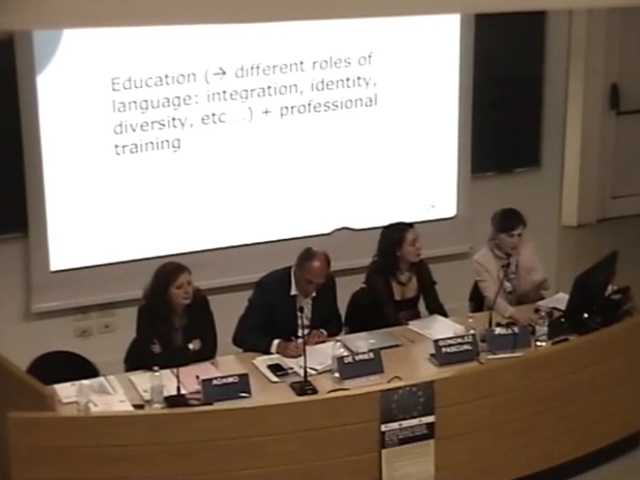 Education (→ different roles of
language: integration, identity,
diversity, etc...) + professional
training
ADAMO
DE VRIES
GONZALEZ
PASCUAL